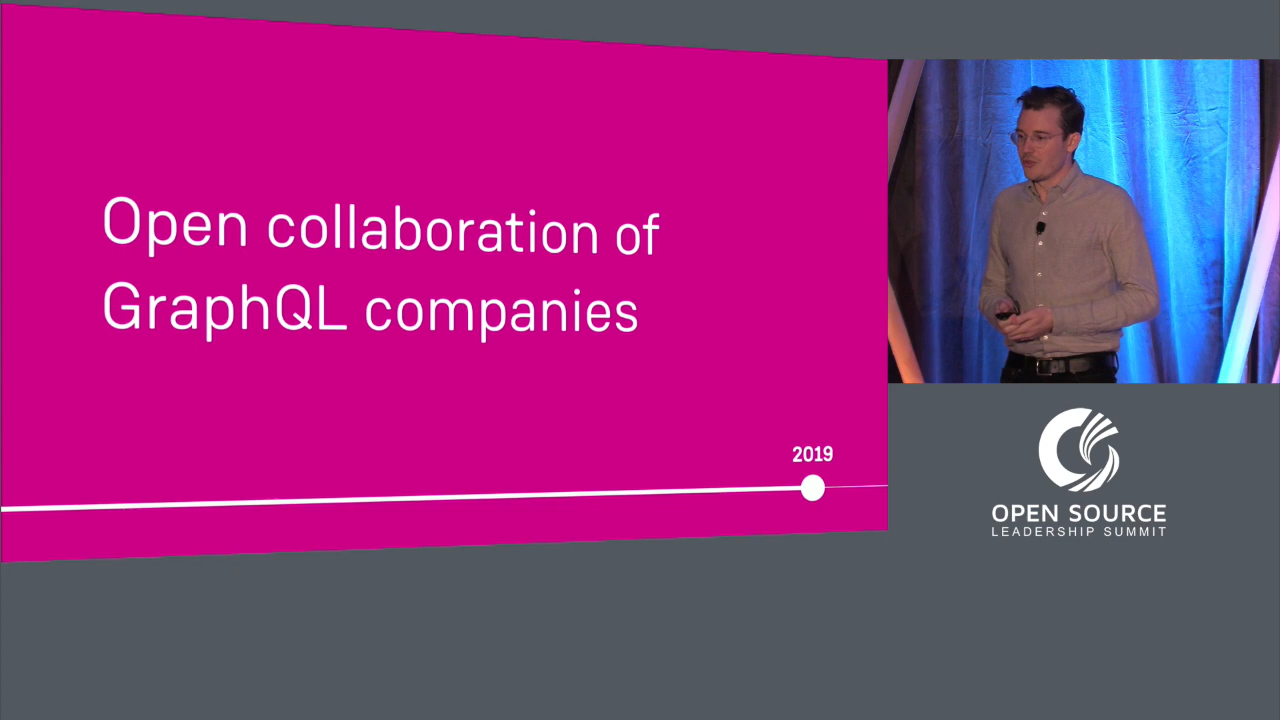 Open collaboration of
GraphQL companies
2019
OPEN SOURCE
LEADERSHIP SUMMIT